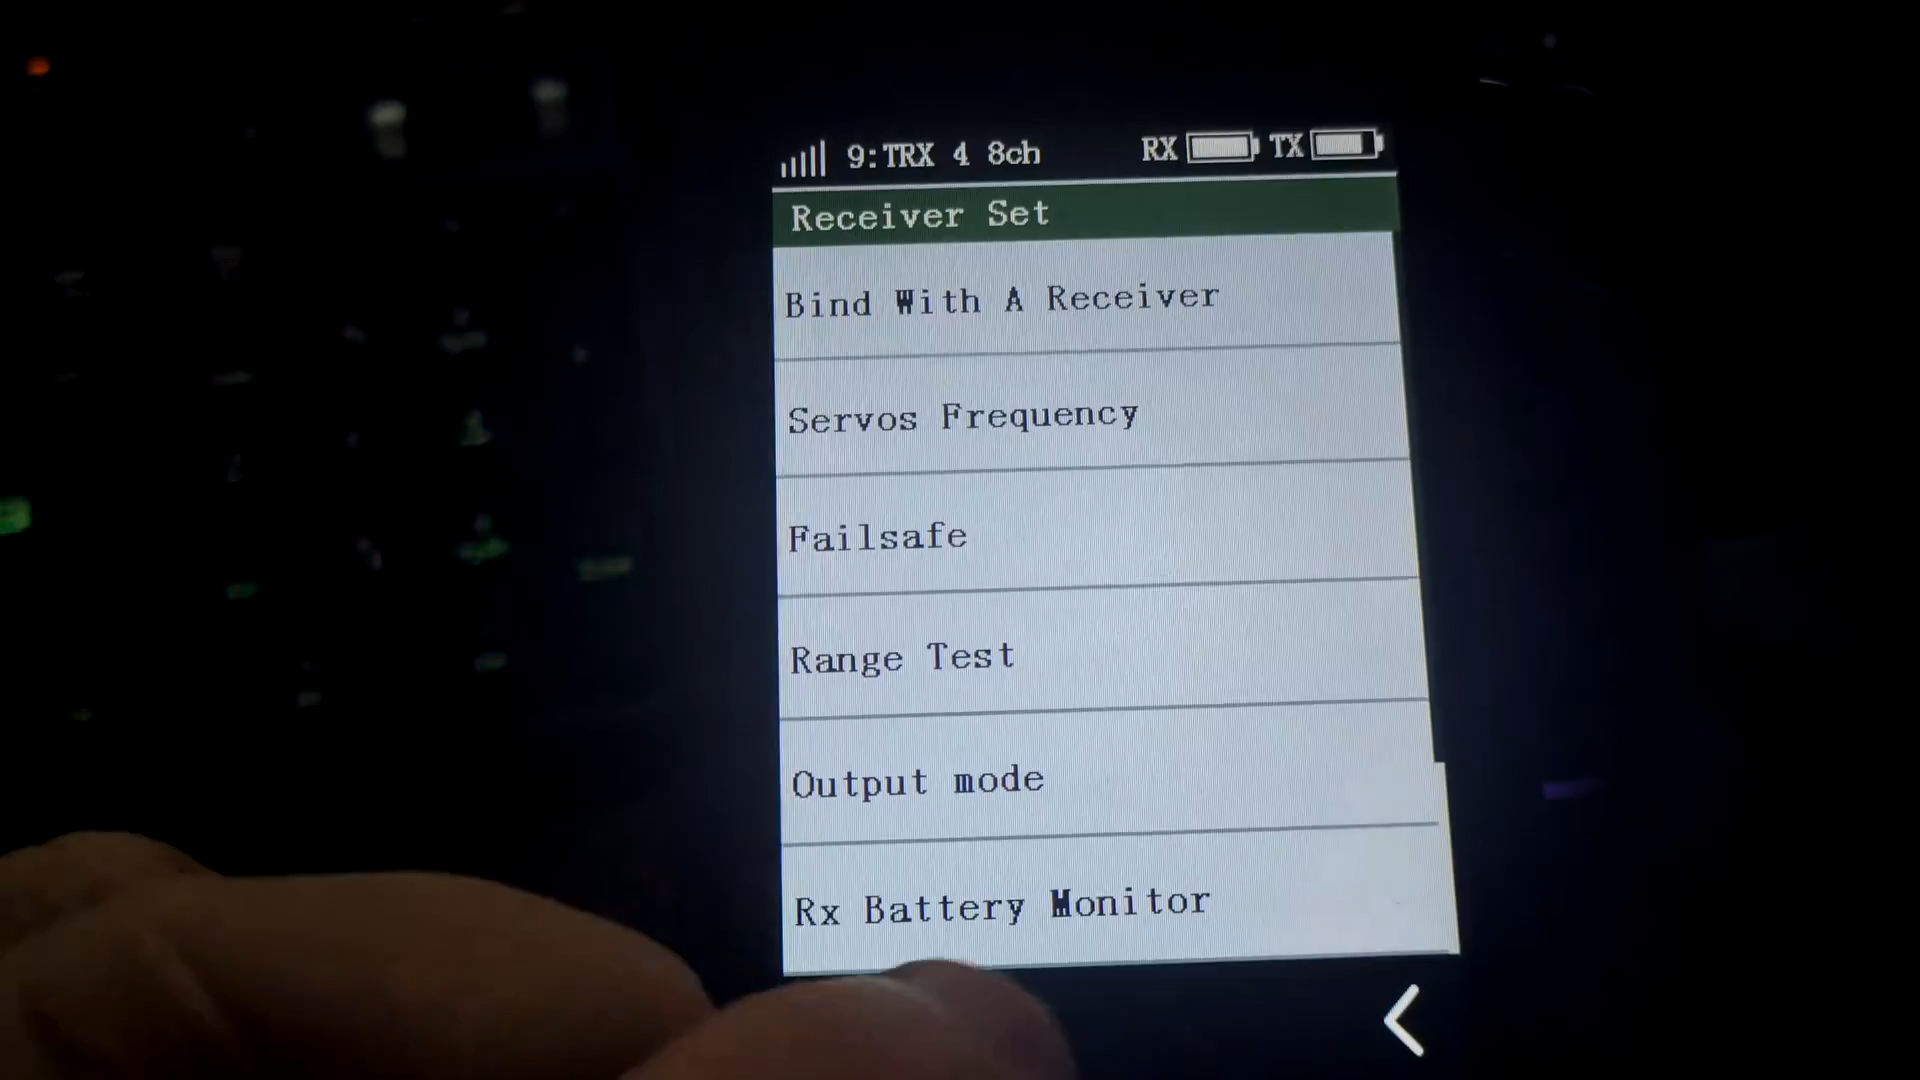 9:TRX 4 8ch RX TX
Receiver Set
Bind With A Receiver
Servos Frequency
Failsafe
Range Test
Output mode
Rx Battery Monitor